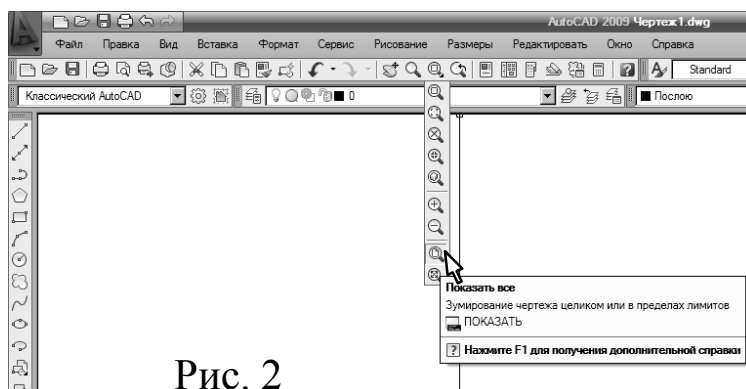 AutoCAD 2009 Чертеж1.dwg
Файл Правка Вид Вставка Формат Сервис Рисование Размеры Редактировать Окно Справка
Standard
Классический AutoCAD 0 Послою
Показать все
Зумирование чертежа целиком или в пределах лимитов
ПОКАЗАТЬ
Нажмите F1 для получения дополнительной справки
Рис. 2